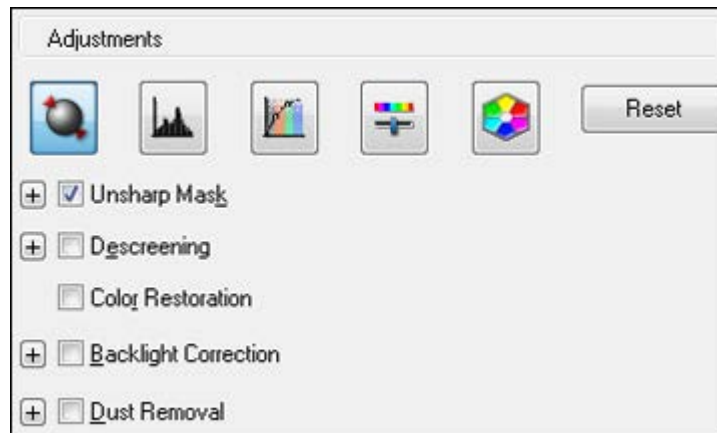 Adjustments
Reset
Unsharp Mask
Descreening
Color Restoration
Backlight Correction
Dust Removal